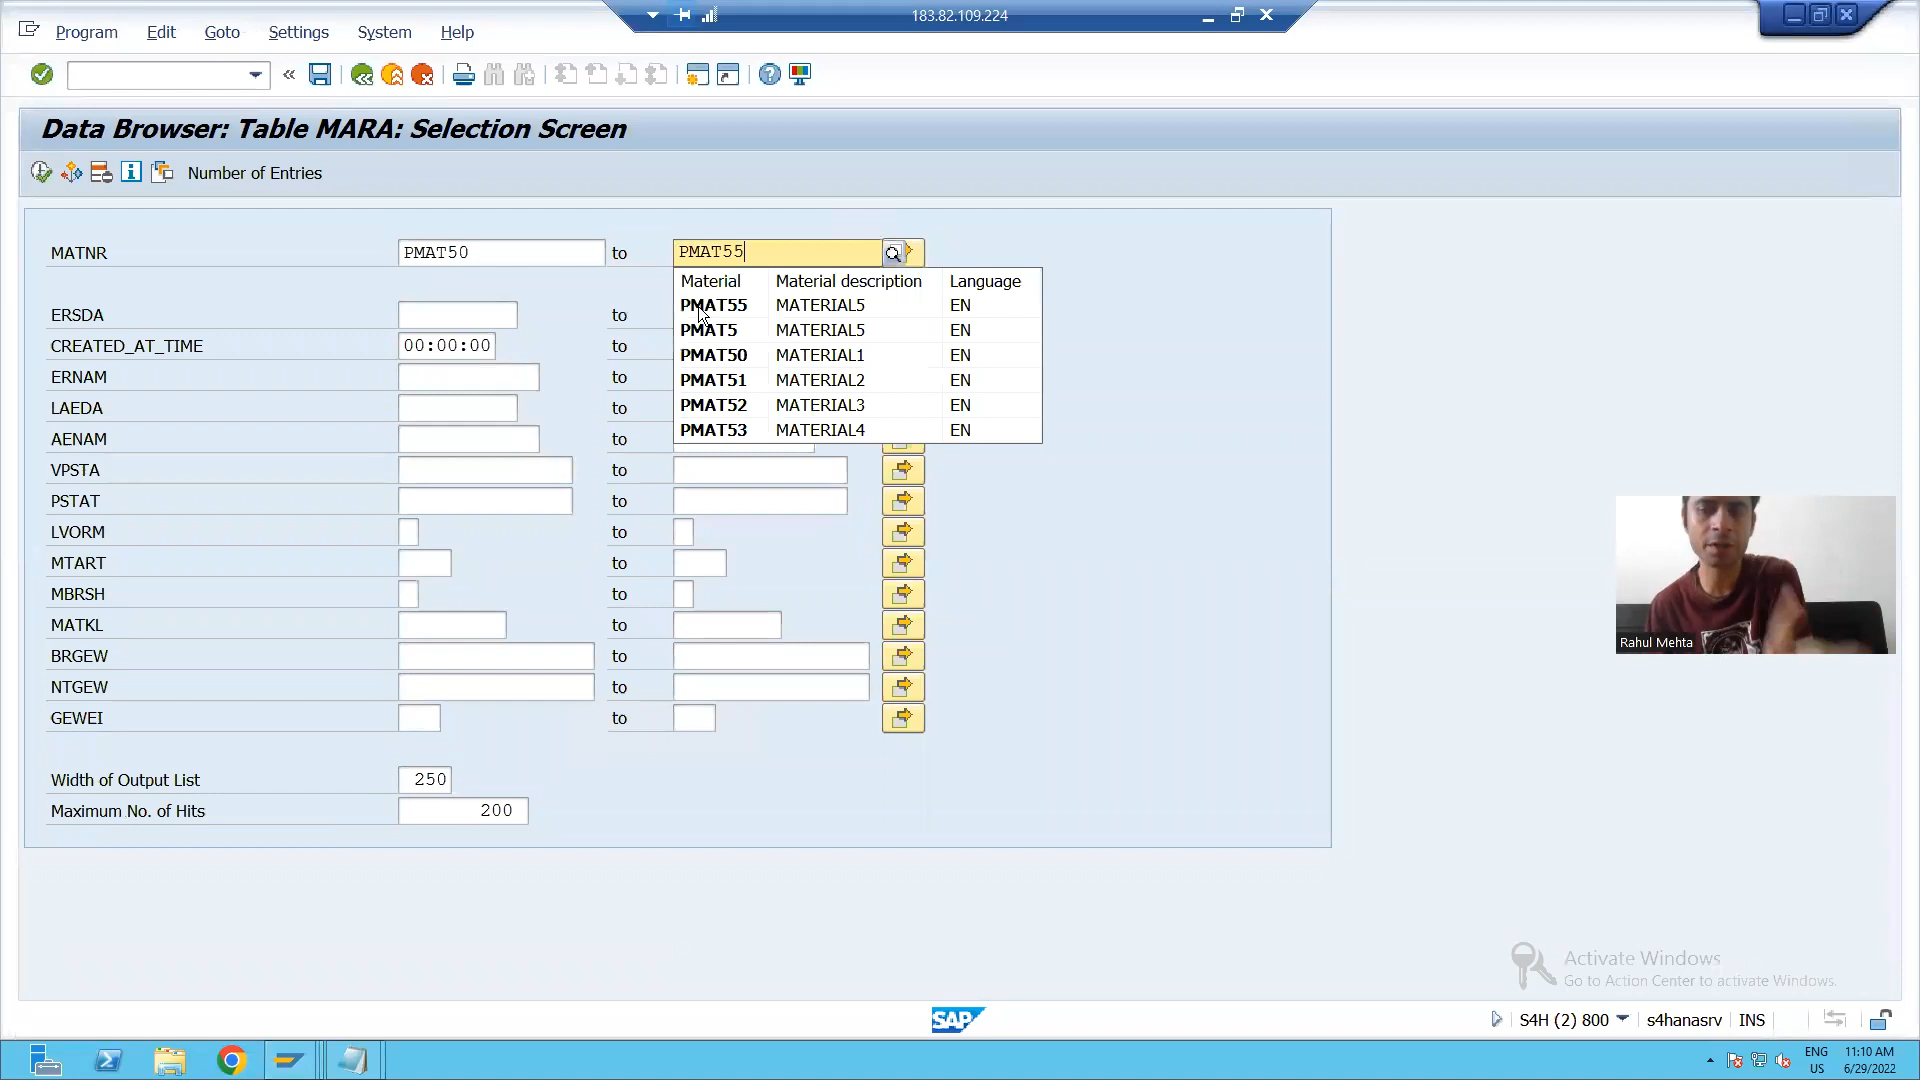 183.82.109.224
Program Edit Goto Settings System Help
Data Browser: Table MARA: Selection Screen
Number of Entries
MATNR PMAT50 to PMAT55
Material Material description Language
PMAT55 MATERIAL5 EN
PMAT5 MATERIAL5 EN
PMAT50 MATERIAL1 EN
PMAT51 MATERIAL2 EN
PMAT52 MATERIAL3 EN
PMAT53 MATERIAL4 EN
ERSDA to
CREATED_AT_TIME 00:00:00 to
ERNAM to
LAEDA to
AENAM to
VPSTA to
PSTAT to
LVORM to
MTART to
MBRSH to
MATKL to
BRGEW to
NTGEW to
GEWEI to
Width of Output List 250
Maximum No. of Hits 200
Rahul Mehta
Activate Windows
Go to Action Center to activate Windows.
SAP
S4H (2) 800 s4hanasrv INS
ENG 11:10 AM
US 6/29/2022